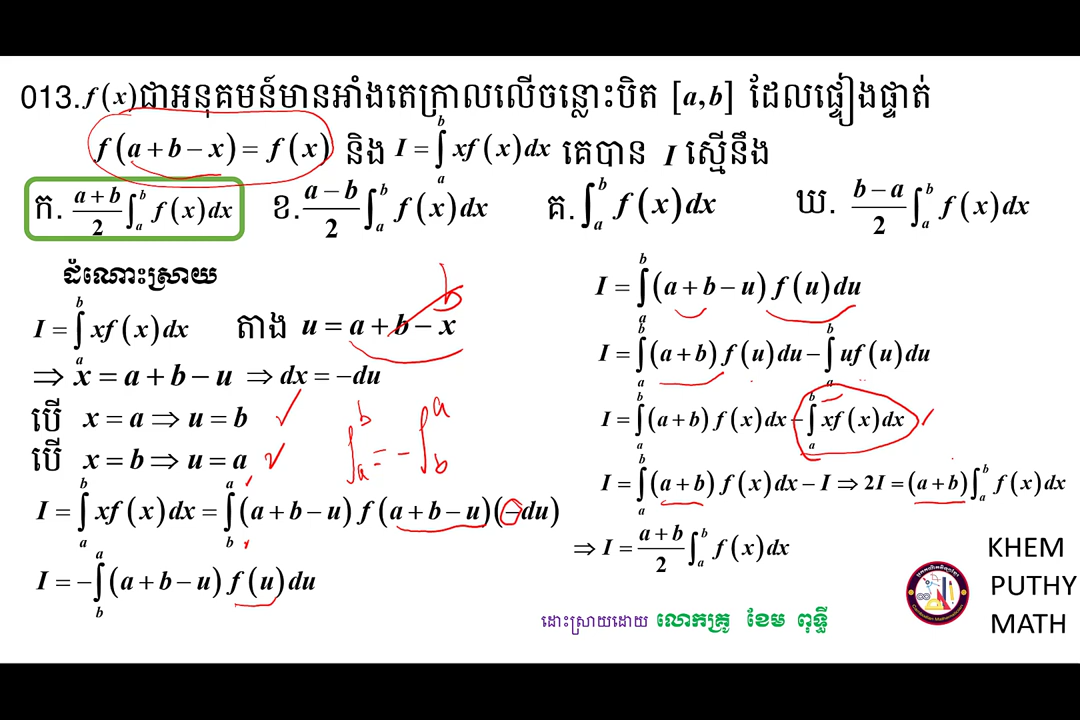 013. f(x) ជាអនុគមន៍មានអាំងតេក្រាលលើចន្លោះបិត [a,b] ដែលផ្ទៀងផ្ទាត់
f(a+b−x) = f(x) និង I = ∫_a^b xf(x)dx គេបាន I ស្មើនឹង
ក. (a+b)/2 ∫_a^b f(x)dx ខ. (a−b)/2 ∫_a^b f(x)dx គ. ∫_a^b f(x)dx ឃ. (b−a)/2 ∫_a^b f(x)dx
ដំណោះស្រាយ
I = ∫_a^b xf(x)dx តាង u = a+b−x
b
⇒ x = a+b−u ⇒ dx = −du
បើ x = a ⇒ u = b
បើ x = b ⇒ u = a
∫_a^b = −∫_b^a
I = ∫_a^b xf(x)dx = ∫_b^a (a+b−u)f(a+b−u)(−du)
I = −∫_b^a (a+b−u)f(u)du
I = ∫_a^b (a+b−u)f(u)du
I = ∫_a^b (a+b)f(u)du − ∫_a^b uf(u)du
I = ∫_a^b (a+b)f(x)dx − ∫_a^b xf(x)dx
I = ∫_a^b (a+b)f(x)dx − I ⇒ 2I = (a+b)∫_a^b f(x)dx
⇒ I = (a+b)/2 ∫_a^b f(x)dx
KHEM
PUTHY
MATH
ដោះស្រាយដោយ លោកគ្រូ ខែម ពុទ្ធី